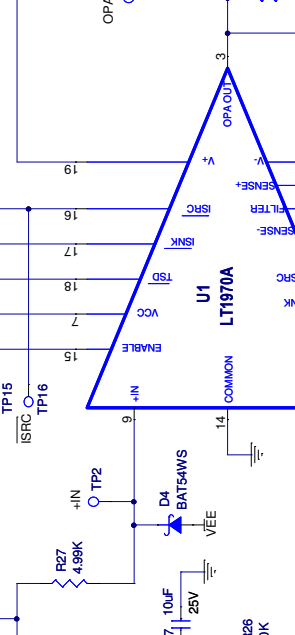 OPA
3
OPA OUT
19
V+
V-
SENSE+
16
ISRC
FILTER
17
ISNK
SENSE-
18
TSD
SRC
7
VCC
NK
15
ENABLE
U1
LT1970A
TP15
TP16
ISRC
+IN
COMMON
9
14
+IN
TP2
D4
BAT54WS
VEE
R27
4.99K
10uF
25V
7
R26
0K